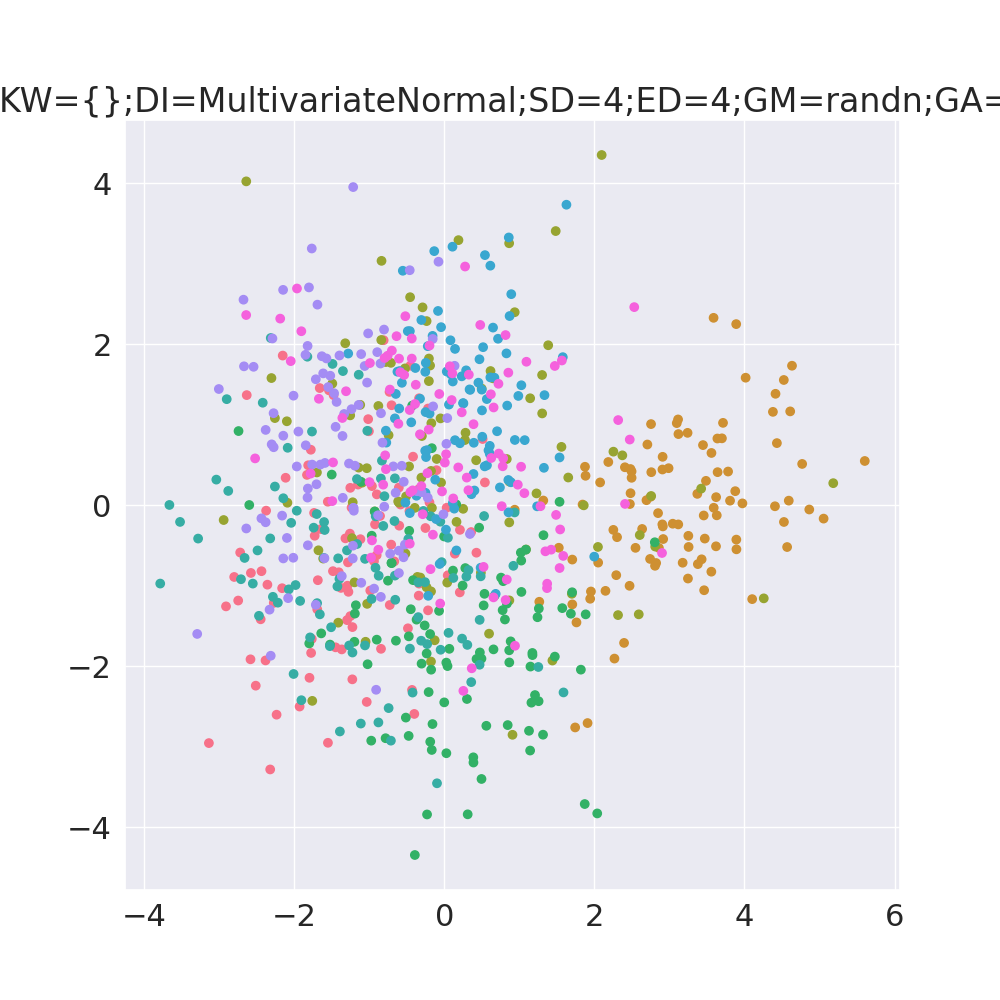 KW={};DI=MultivariateNormal;SD=4;ED=4;GM=randn;GA=
4
2
0
−2
−4
−4 −2 0 2 4 6